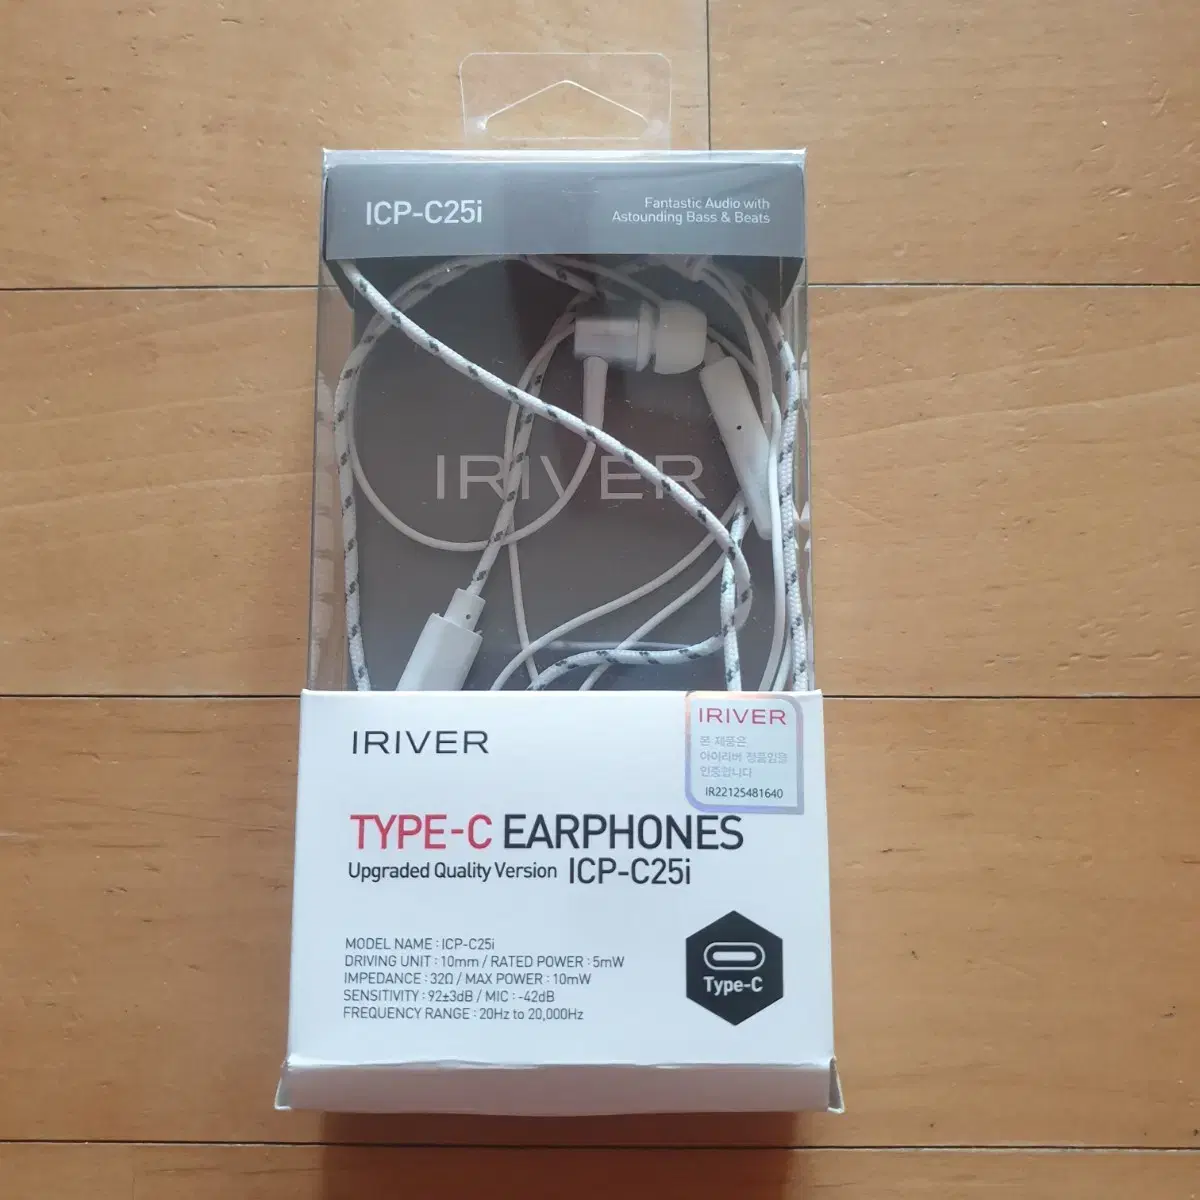 ICP-C25i
Fantastic Audio with
Astounding Bass & Beats
IRIVER
IRIVER
IRIVER
본 제품은
아이리버 정품임을
인증합니다
IR22125481640
TYPE-C EARPHONES
Upgraded Quality Version ICP-C25i
MODEL NAME : ICP-C25i
DRIVING UNIT : 10mm / RATED POWER : 5mW
IMPEDANCE : 32Ω / MAX POWER : 10mW
SENSITIVITY : 92±3dB / MIC : -42dB
FREQUENCY RANGE : 20Hz to 20,000Hz
Type-C